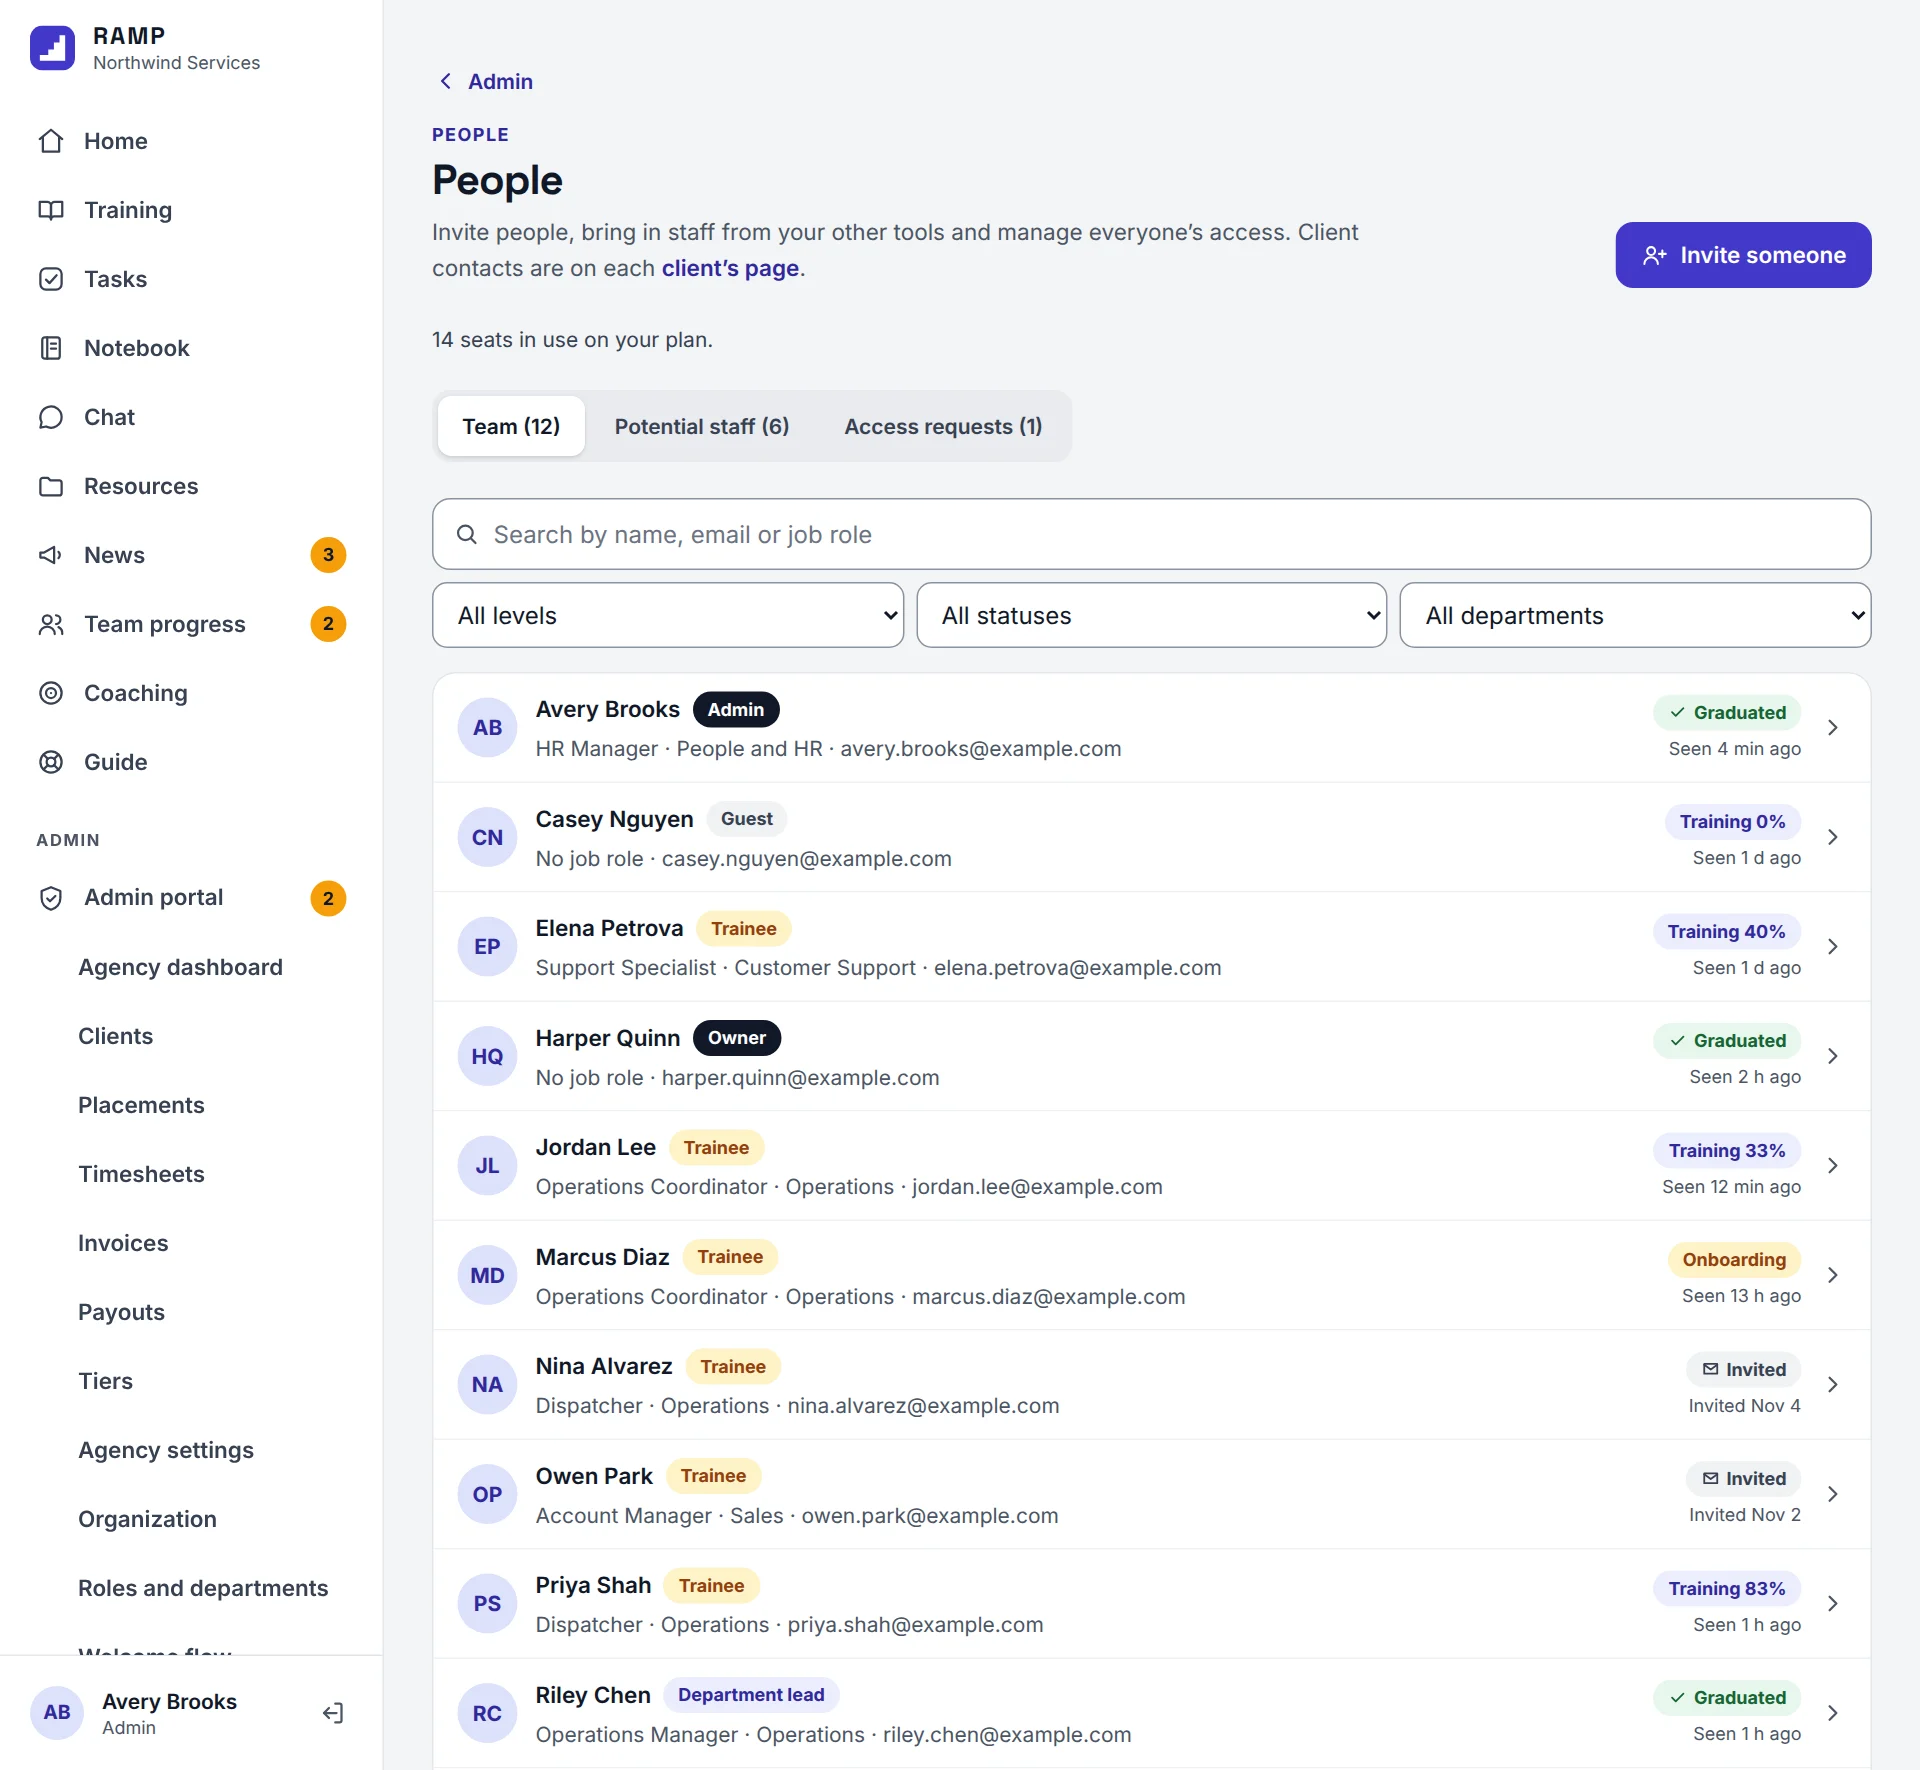 RAMP
Northwind Services
Home
Training
Tasks
Notebook
Chat
Resources
News 3
Team progress 2
Coaching
Guide
ADMIN
Admin portal 2
Agency dashboard
Clients
Placements
Timesheets
Invoices
Payouts
Tiers
Agency settings
Organization
Roles and departments
Welcome flow
AB
Avery Brooks
Admin
Admin
PEOPLE
People
Invite people, bring in staff from your other tools and manage everyone’s access. Client
contacts are on each client’s page.
Invite someone
14 seats in use on your plan.
Team (12) Potential staff (6) Access requests (1)
Search by name, email or job role
All levels All statuses All departments
AB Avery Brooks Admin Graduated
HR Manager · People and HR · avery.brooks@example.com Seen 4 min ago
CN Casey Nguyen Guest Training 0%
No job role · casey.nguyen@example.com Seen 1 d ago
EP Elena Petrova Trainee Training 40%
Support Specialist · Customer Support · elena.petrova@example.com Seen 1 d ago
HQ Harper Quinn Owner Graduated
No job role · harper.quinn@example.com Seen 2 h ago
JL Jordan Lee Trainee Training 33%
Operations Coordinator · Operations · jordan.lee@example.com Seen 12 min ago
MD Marcus Diaz Trainee Onboarding
Operations Coordinator · Operations · marcus.diaz@example.com Seen 13 h ago
NA Nina Alvarez Trainee Invited
Dispatcher · Operations · nina.alvarez@example.com Invited Nov 4
OP Owen Park Trainee Invited
Account Manager · Sales · owen.park@example.com Invited Nov 2
PS Priya Shah Trainee Training 83%
Dispatcher · Operations · priya.shah@example.com Seen 1 h ago
RC Riley Chen Department lead Graduated
Operations Manager · Operations · riley.chen@example.com Seen 1 h ago